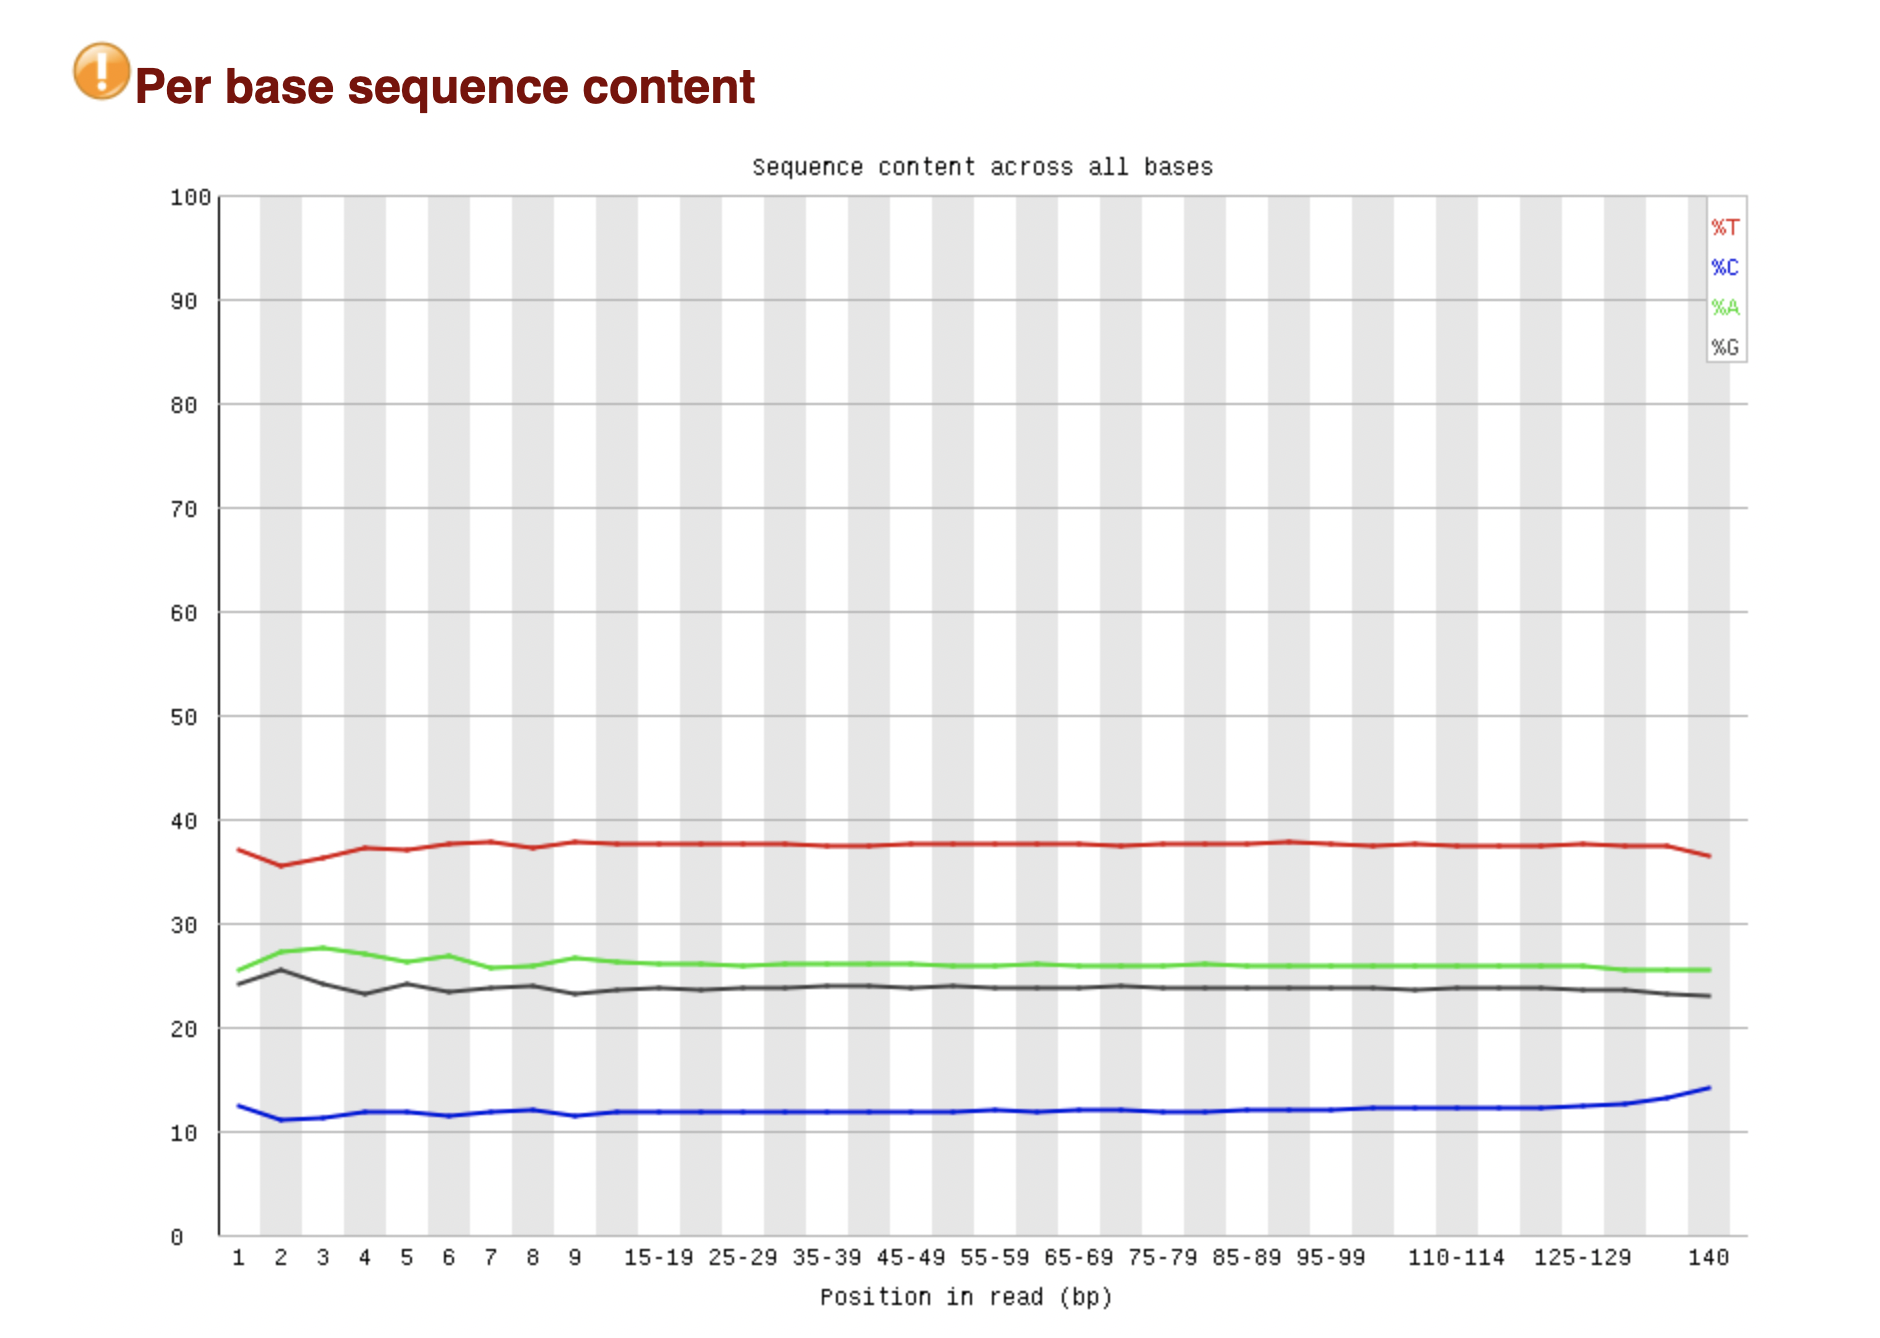 Per base sequence content
Sequence content across all bases
%T
%C
%A
%G
100
90
80
70
60
50
40
30
20
10
0
1 2 3 4 5 6 7 8 9 15-19 25-29 35-39 45-49 55-59 65-69 75-79 85-89 95-99 110-114 125-129 140
Position in read (bp)